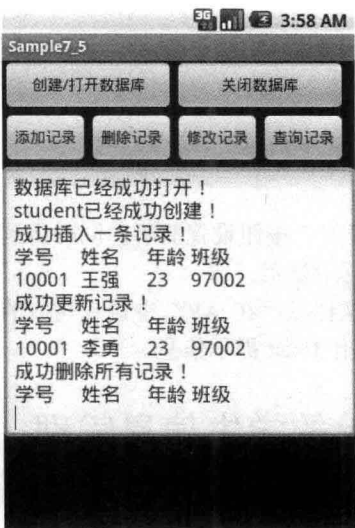 3G 3:58 AM
Sample7_5
创建/打开数据库 关闭数据库
添加记录 删除记录 修改记录 查询记录
数据库已经成功打开！
student已经成功创建！
成功插入一条记录！
学号 姓名 年龄 班级
10001 王强 23 97002
成功更新记录！
学号 姓名 年龄 班级
10001 李勇 23 97002
成功删除所有记录！
学号 姓名 年龄 班级